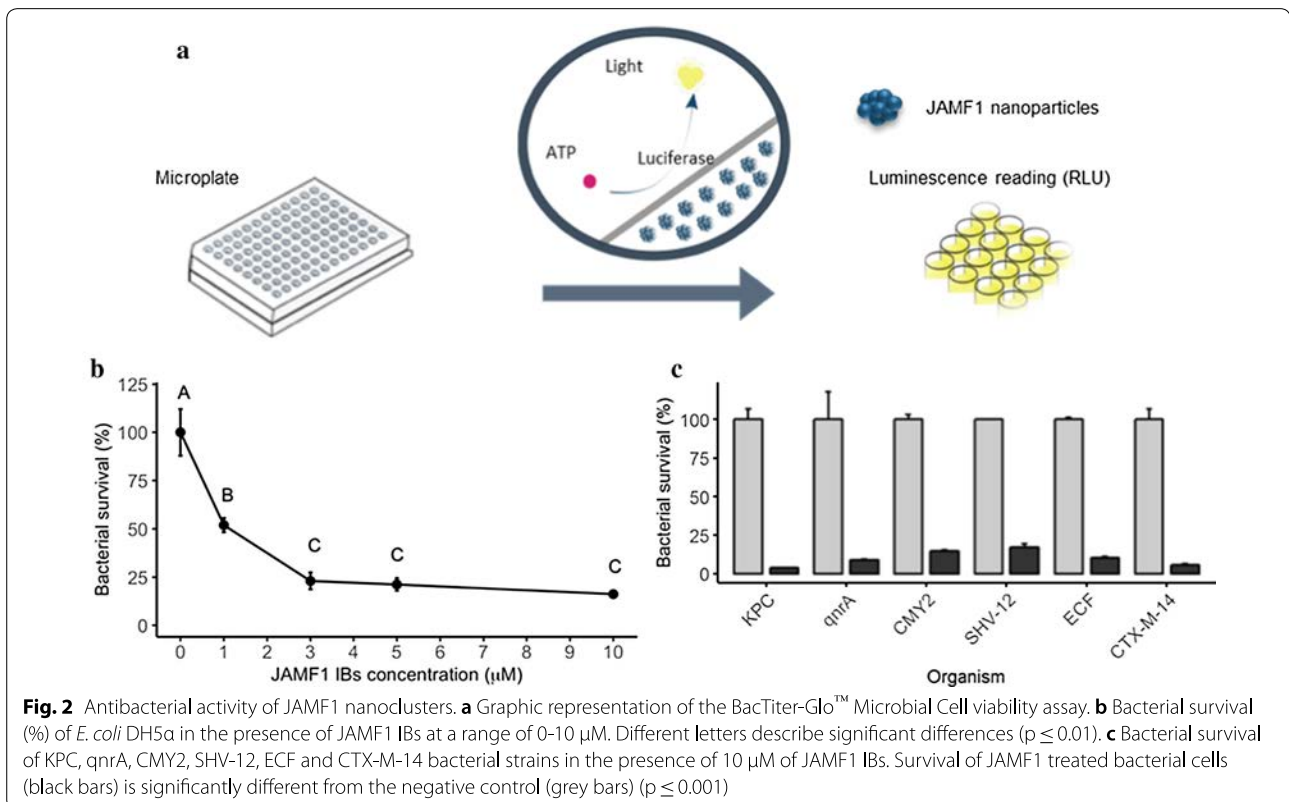 a
Light
JAMF1 nanoparticles
ATP
Luciferase
Microplate
Luminescence reading (RLU)
b
125
100
75
50
25
0
Bacterial survival (%)
A
B
C
C
C
0 1 2 3 4 5 6 7 8 9 10
JAMF1 IBs concentration (μM)
c
100
75
50
25
0
Bacterial survival (%)
KPC
qnrA
CMY2
SHV-12
ECF
CTX-M-14
Organism
Fig. 2 Antibacterial activity of JAMF1 nanoclusters. a Graphic representation of the BacTiter-Glo™ Microbial Cell viability assay. b Bacterial survival
(%) of E. coli DH5α in the presence of JAMF1 IBs at a range of 0-10 μM. Different letters describe significant differences (p ≤ 0.01). c Bacterial survival
of KPC, qnrA, CMY2, SHV-12, ECF and CTX-M-14 bacterial strains in the presence of 10 μM of JAMF1 IBs. Survival of JAMF1 treated bacterial cells
(black bars) is significantly different from the negative control (grey bars) (p ≤ 0.001)